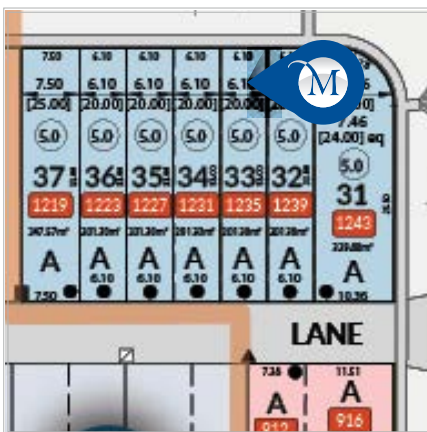 7.50 6.10 6.10 6.10 6.10
7.50 6.10 6.10 6.10 6.10
M
[25.00] [20.00] [20.00] [20.00] [20.00]
7.46
[24.00] eq
5.0 5.0 5.0 5.0 5.0 5.0 5.0
37 36 35 34 33 32 31
1219 1223 1227 1231 1235 1239 1243
A A A A A A A
7.50 6.10 6.10 6.10 6.10 6.10 10.36
LANE
7.36 11.51
A A
912 916